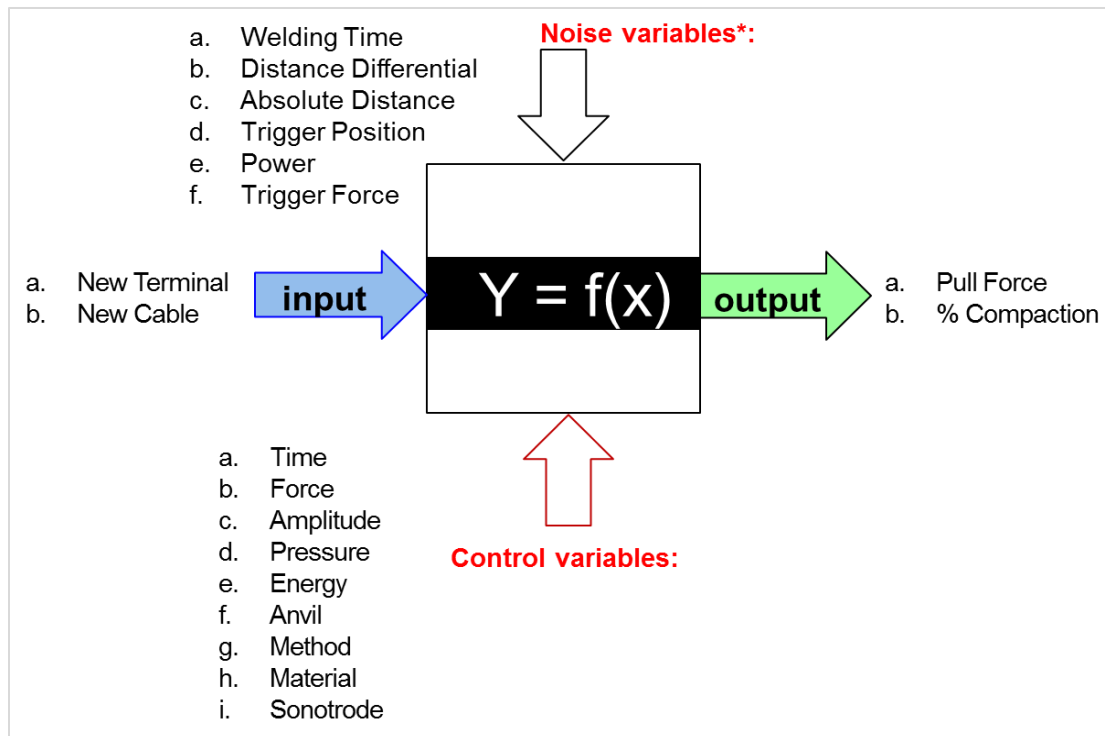 a. Welding Time
b. Distance Differential
c. Absolute Distance
d. Trigger Position
e. Power
f. Trigger Force
Noise variables*:
a. New Terminal
b. New Cable
input
Y = f(x)
output
a. Pull Force
b. % Compaction
a. Time
b. Force
c. Amplitude
d. Pressure
e. Energy
f. Anvil
g. Method
h. Material
i. Sonotrode
Control variables: